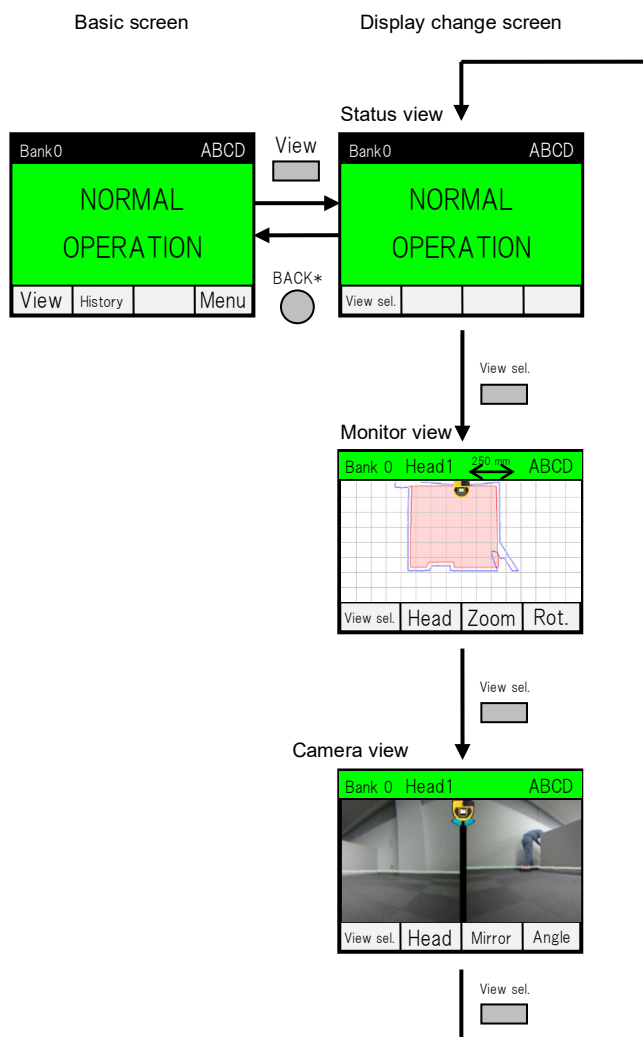 Basic screen
Display change screen
Status view
Bank0 ABCD
View
Bank0 ABCD
NORMAL
OPERATION
NORMAL
OPERATION
BACK*
View History Menu
View sel.
View sel.
Monitor view
Bank 0 Head1 250 mm ABCD
View sel. Head Zoom Rot.
View sel.
Camera view
Bank 0 Head1 ABCD
View sel. Head Mirror Angle
View sel.